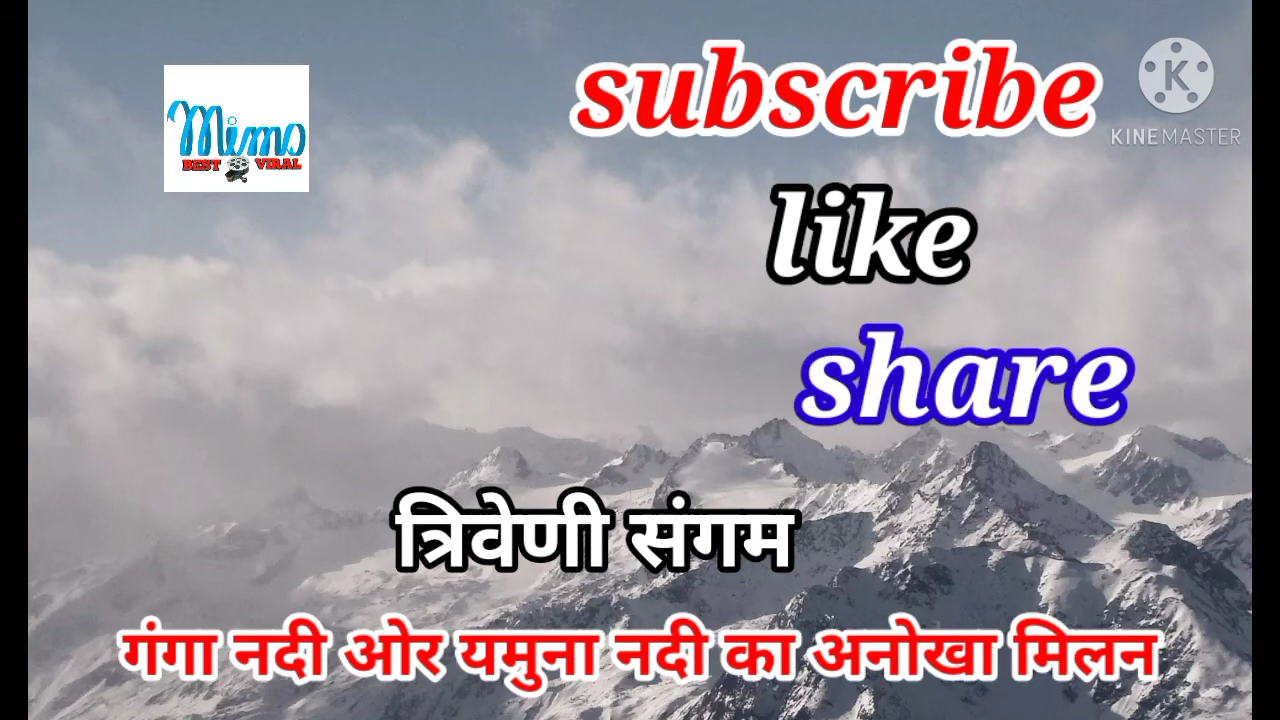 subscribe
K
KINEMASTER
Mimo
BEST VIRAL
like
share
त्रिवेणी संगम
गंगा नदी ओर यमुना नदी का अनोखा मिलन